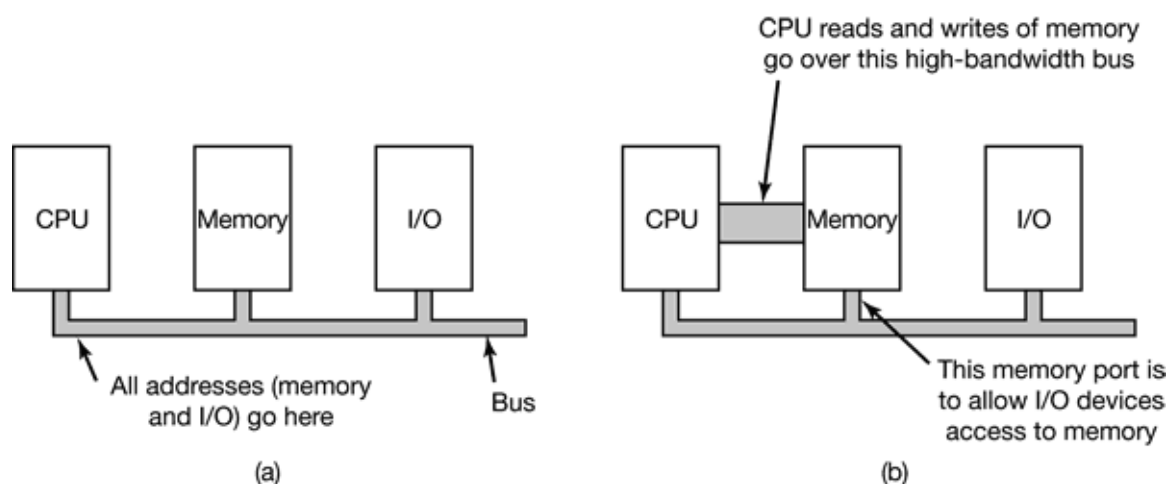 CPU reads and writes of memory
go over this high-bandwidth bus
CPU
Memory
I/O
All addresses (memory
and I/O) go here
Bus
(a)
CPU
Memory
I/O
This memory port is
to allow I/O devices
access to memory
(b)